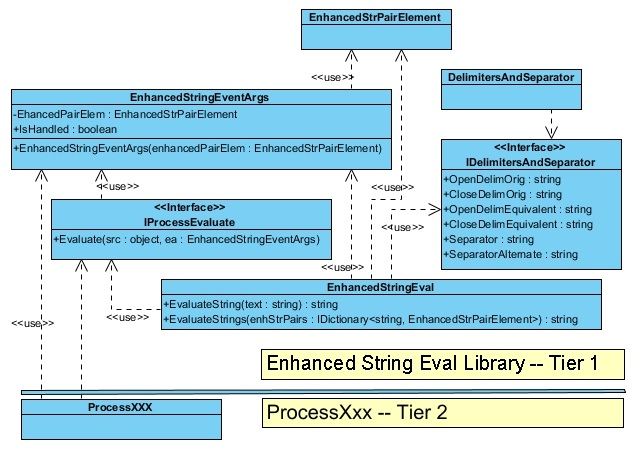 EnhancedStrPairElement
<<use>>
EnhancedStringEventArgs
-EhancedPairElem : EnhancedStrPairElement
+IsHandled : boolean
+EnhancedStringEventArgs(enhancedPairElem : EnhancedStrPairElement)
DelimitersAndSeparator
<<Interface>>
IDelimitersAndSeparator
+OpenDelimOrig : string
+CloseDelimOrig : string
+OpenDelimEquivalent : string
+CloseDelimEquivalent : string
+Separator : string
+SeparatorAlternate : string
<<use>>
<<use>>
<<Interface>>
IProcessEvaluate
+Evaluate(src : object, ea : EnhancedStringEventArgs)
<<use>>
<<use>>
EnhancedStringEval
+EvaluateString(text : string) : string
+EvaluateStrings(enhStrPairs : IDictionary<string, EnhancedStrPairElement>) : string
<<use>>
<<use>>
Enhanced String Eval Library -- Tier 1
ProcessXXX
ProcessXxx -- Tier 2